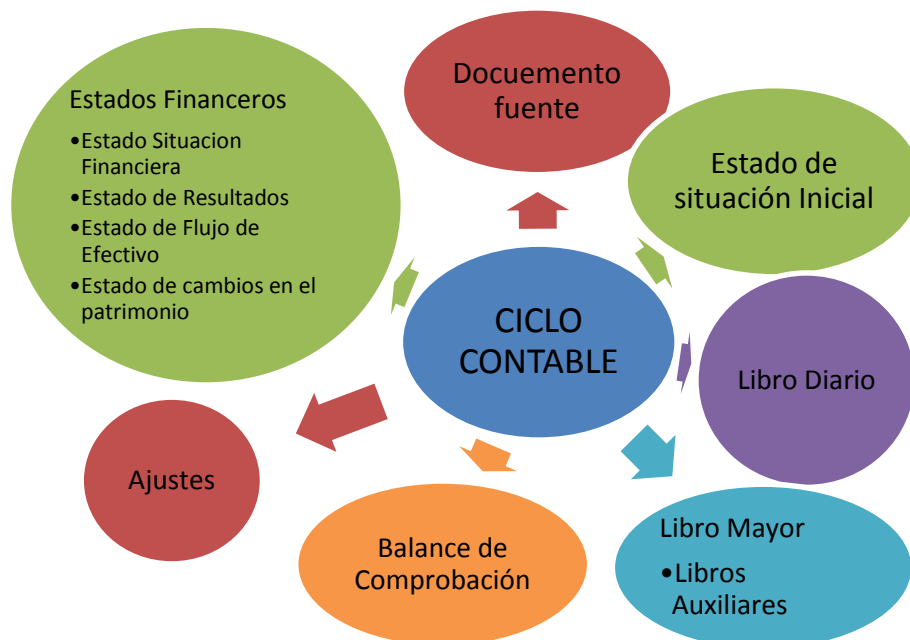 Docuemento
fuente
Estado de
situación Inicial
Libro Diario
Libro Mayor
•Libros
Auxiliares
Balance de
Comprobación
Ajustes
Estados Financeros
•Estado Situacion
Financiera
•Estado de Resultados
•Estado de Flujo de
Efectivo
•Estado de cambios en el
patrimonio
CICLO
CONTABLE